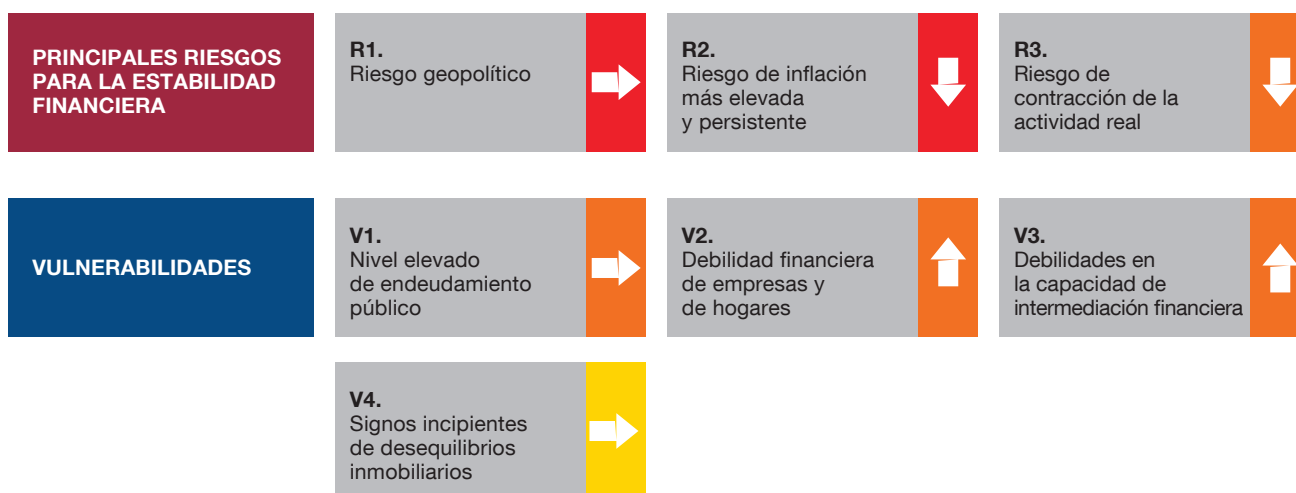 PRINCIPALES RIESGOS
PARA LA ESTABILIDAD
FINANCIERA
R1.
Riesgo geopolítico
R2.
Riesgo de inflación
más elevada
y persistente
R3.
Riesgo de
contracción de la
actividad real
VULNERABILIDADES
V1.
Nivel elevado
de endeudamiento
público
V2.
Debilidad financiera
de empresas y
de hogares
V3.
Debilidades en
la capacidad de
intermediación financiera
V4.
Signos incipientes
de desequilibrios
inmobiliarios